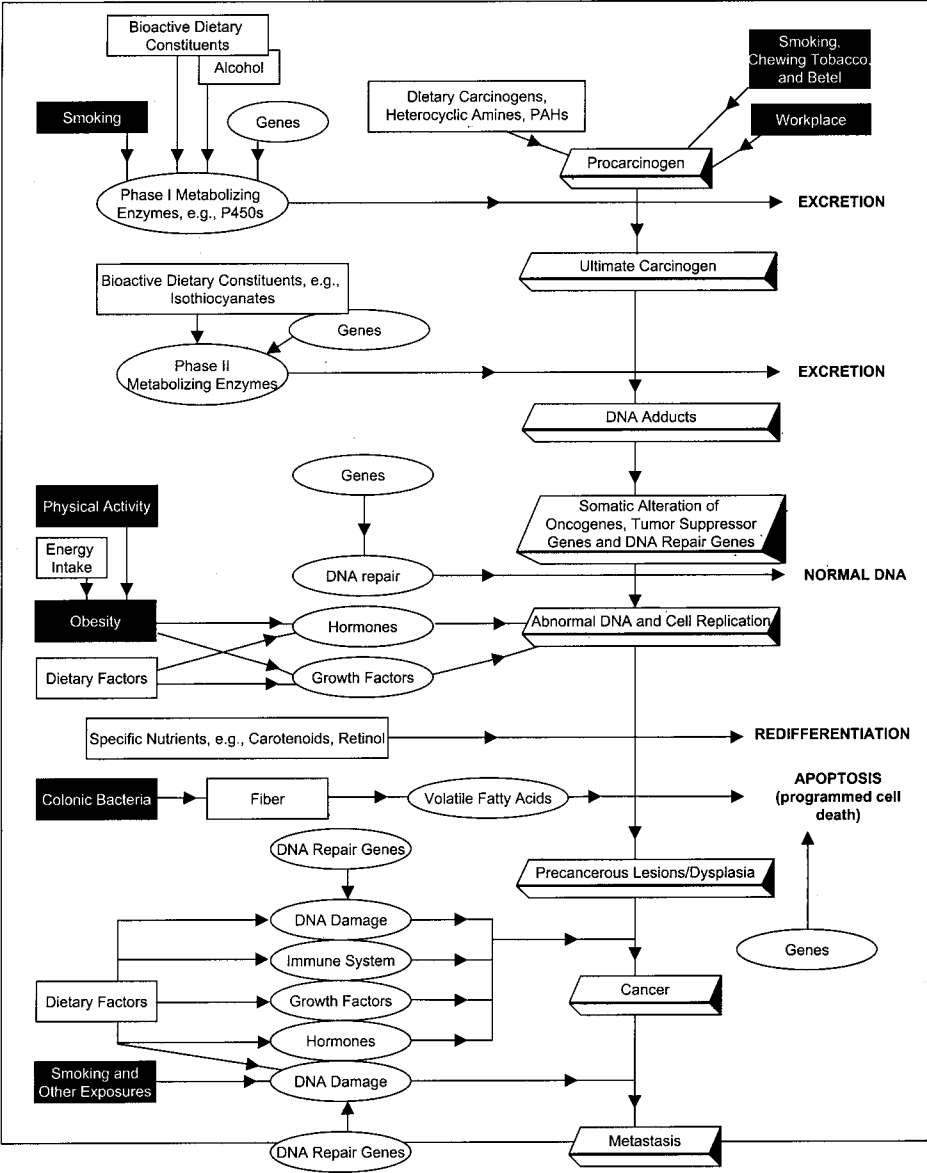 Bioactive Dietary
Constituents
Alcohol
Smoking
Genes
Phase I Metabolizing
Enzymes, e.g., P450s
Dietary Carcinogens,
Heterocyclic Amines, PAHs
Smoking,
Chewing Tobacco,
and Betel
Workplace
Procarcinogen
EXCRETION
Ultimate Carcinogen
Bioactive Dietary Constituents, e.g.,
Isothiocyanates
Genes
Phase II
Metabolizing Enzymes
EXCRETION
DNA Adducts
Genes
Physical Activity
Energy
Intake
Somatic Alteration of
Oncogenes, Tumor Suppressor
Genes and DNA Repair Genes
DNA repair
NORMAL DNA
Obesity
Hormones
Abnormal DNA and Cell Replication
Dietary Factors
Growth Factors
Specific Nutrients, e.g., Carotenoids, Retinol
REDIFFERENTIATION
Colonic Bacteria
Fiber
Volatile Fatty Acids
APOPTOSIS
(programmed cell
death)
DNA Repair Genes
Precancerous Lesions/Dysplasia
DNA Damage
Immune System
Genes
Dietary Factors
Growth Factors
Cancer
Hormones
Smoking and
Other Exposures
DNA Damage
DNA Repair Genes
Metastasis